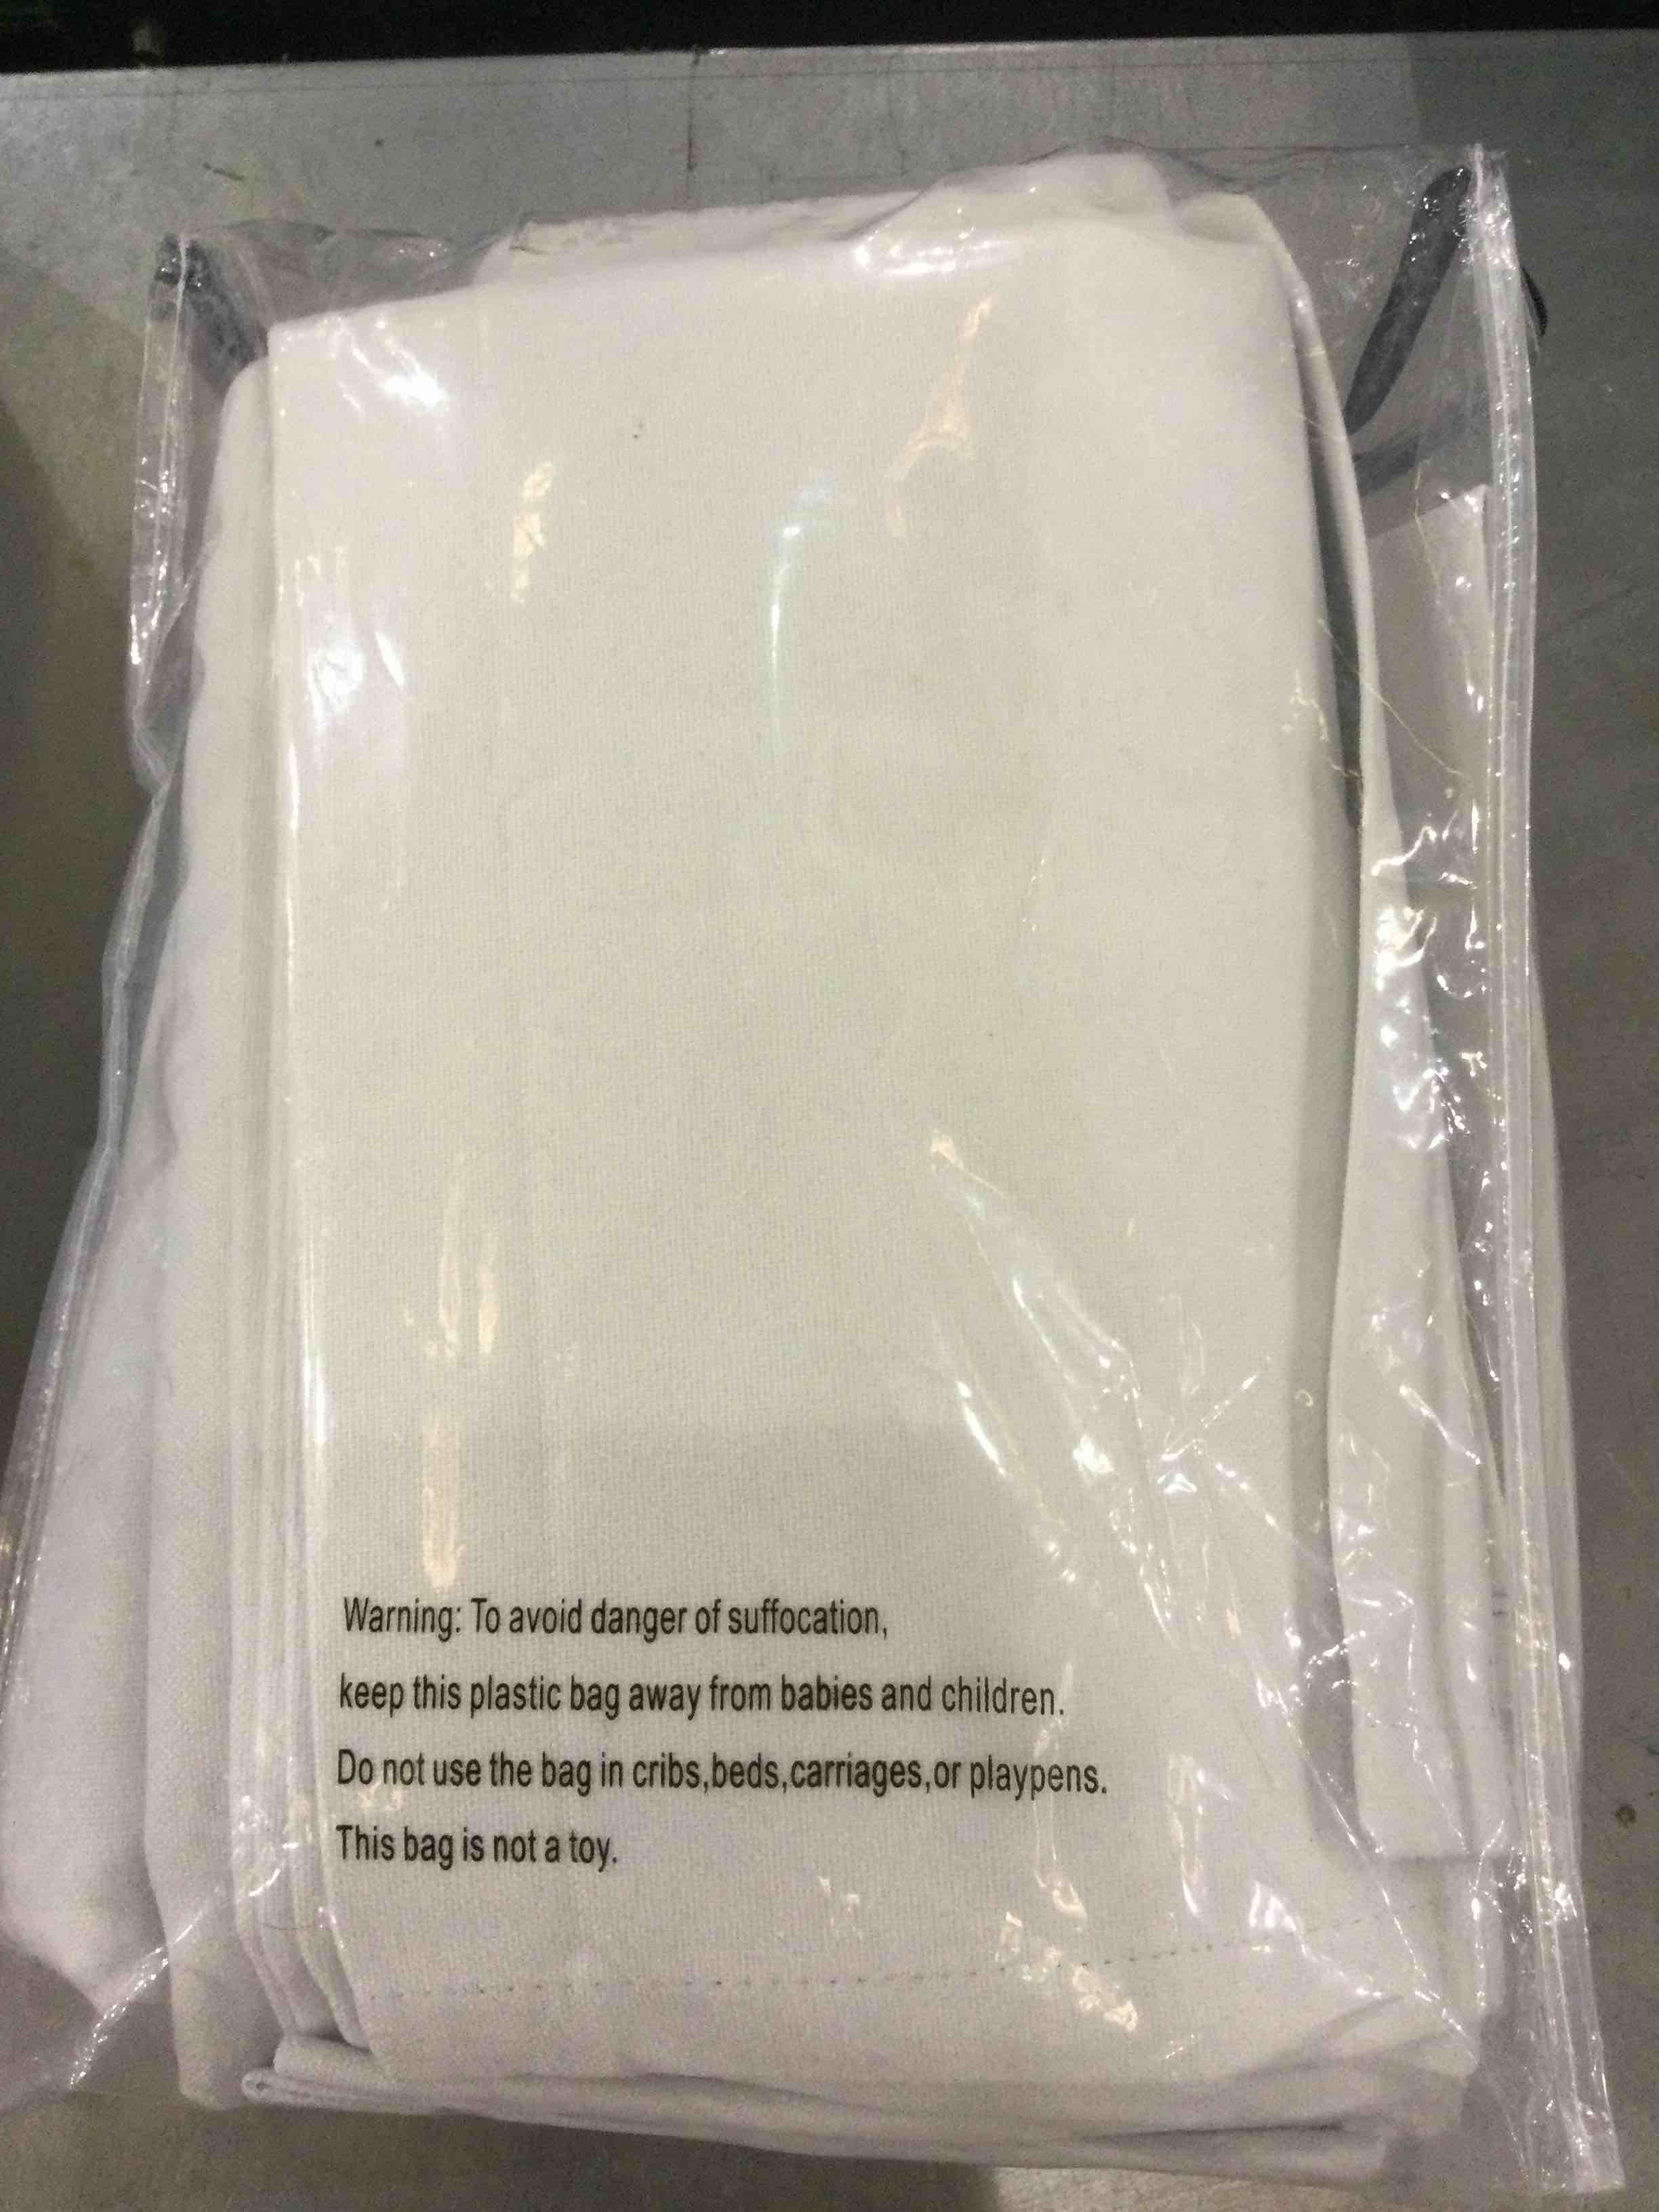 Warning: To avoid danger of suffocation,
keep this plastic bag away from babies and children.
Do not use the bag in cribs,beds,carriages,or playpens.
This bag is not a toy.